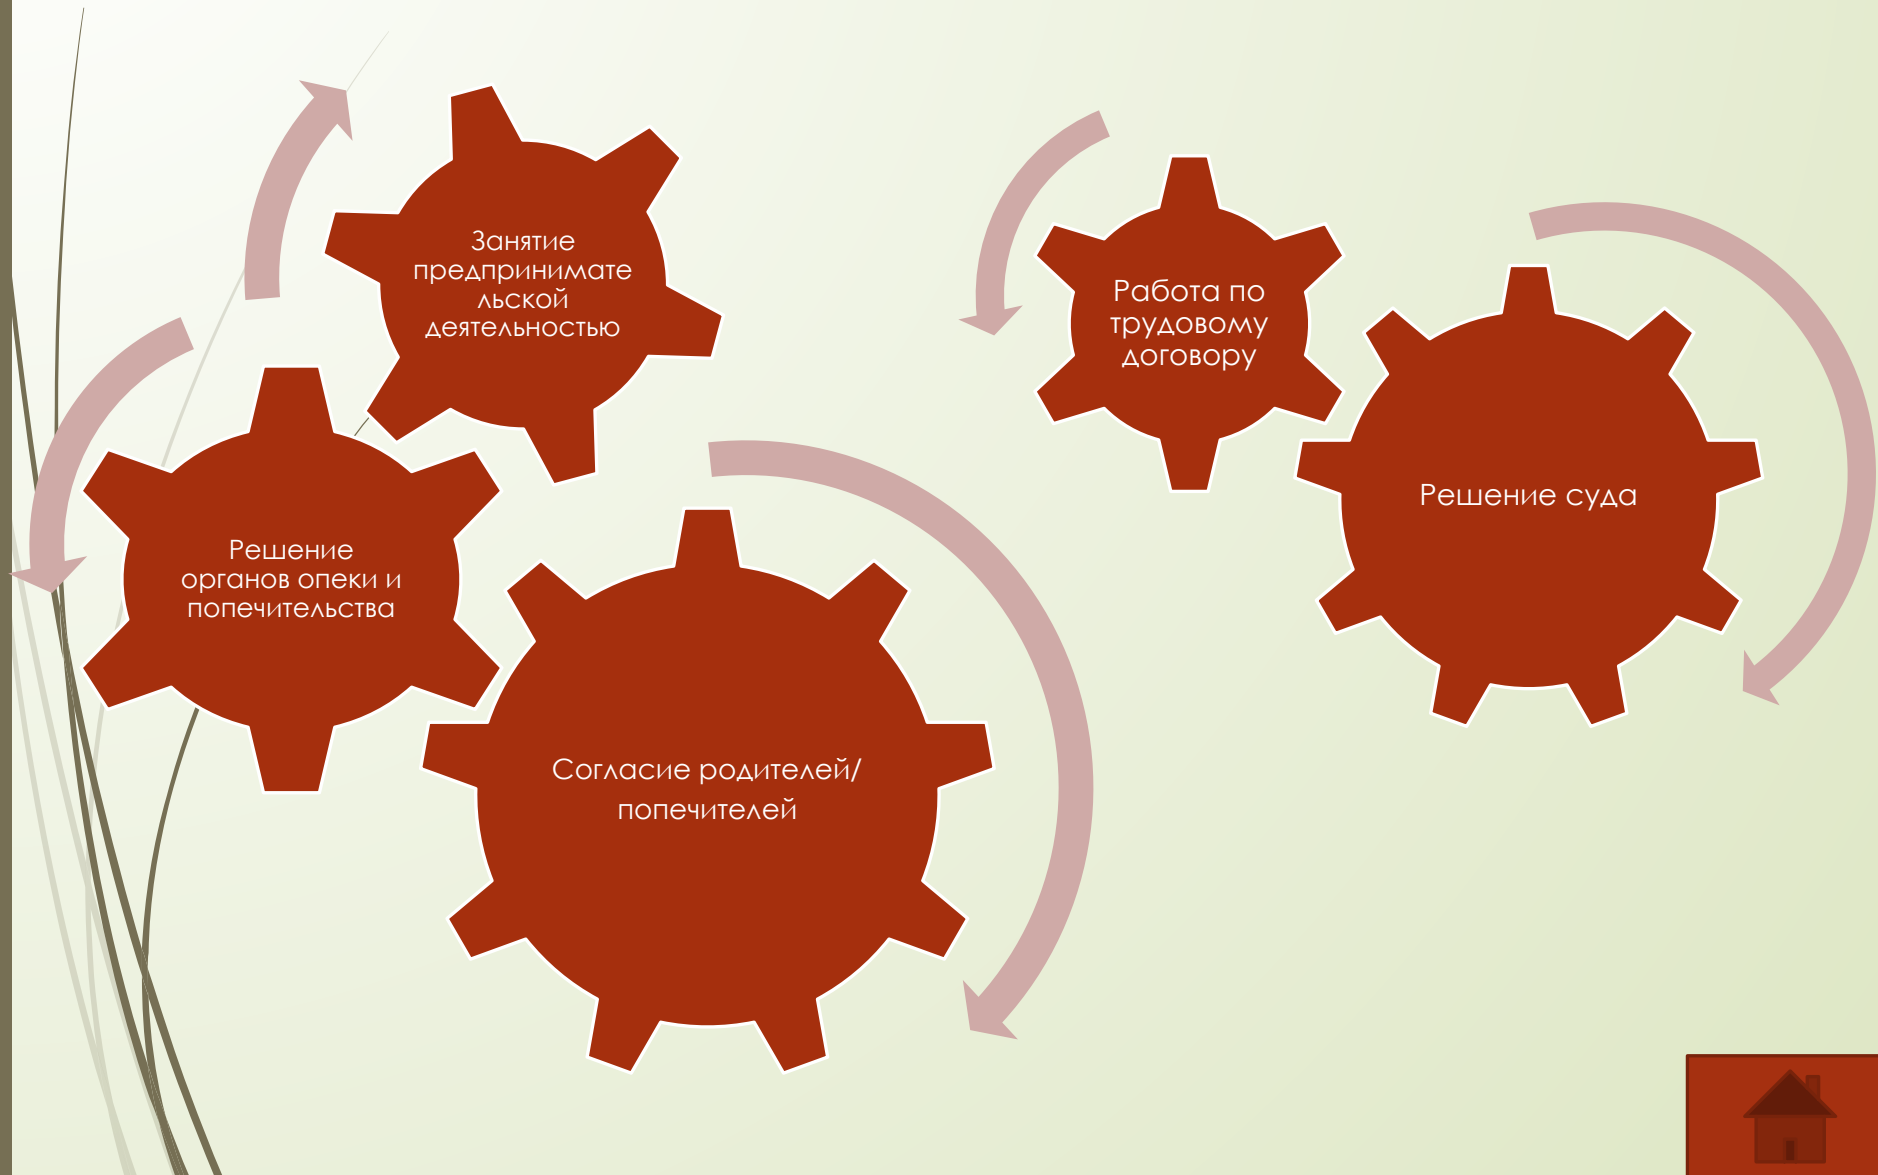 Занятие
предпринимате
льской
деятельностью
Работа по
трудовому
договору
Решение суда
Решение
органов опеки и
попечительства
Согласие родителей/
попечителей